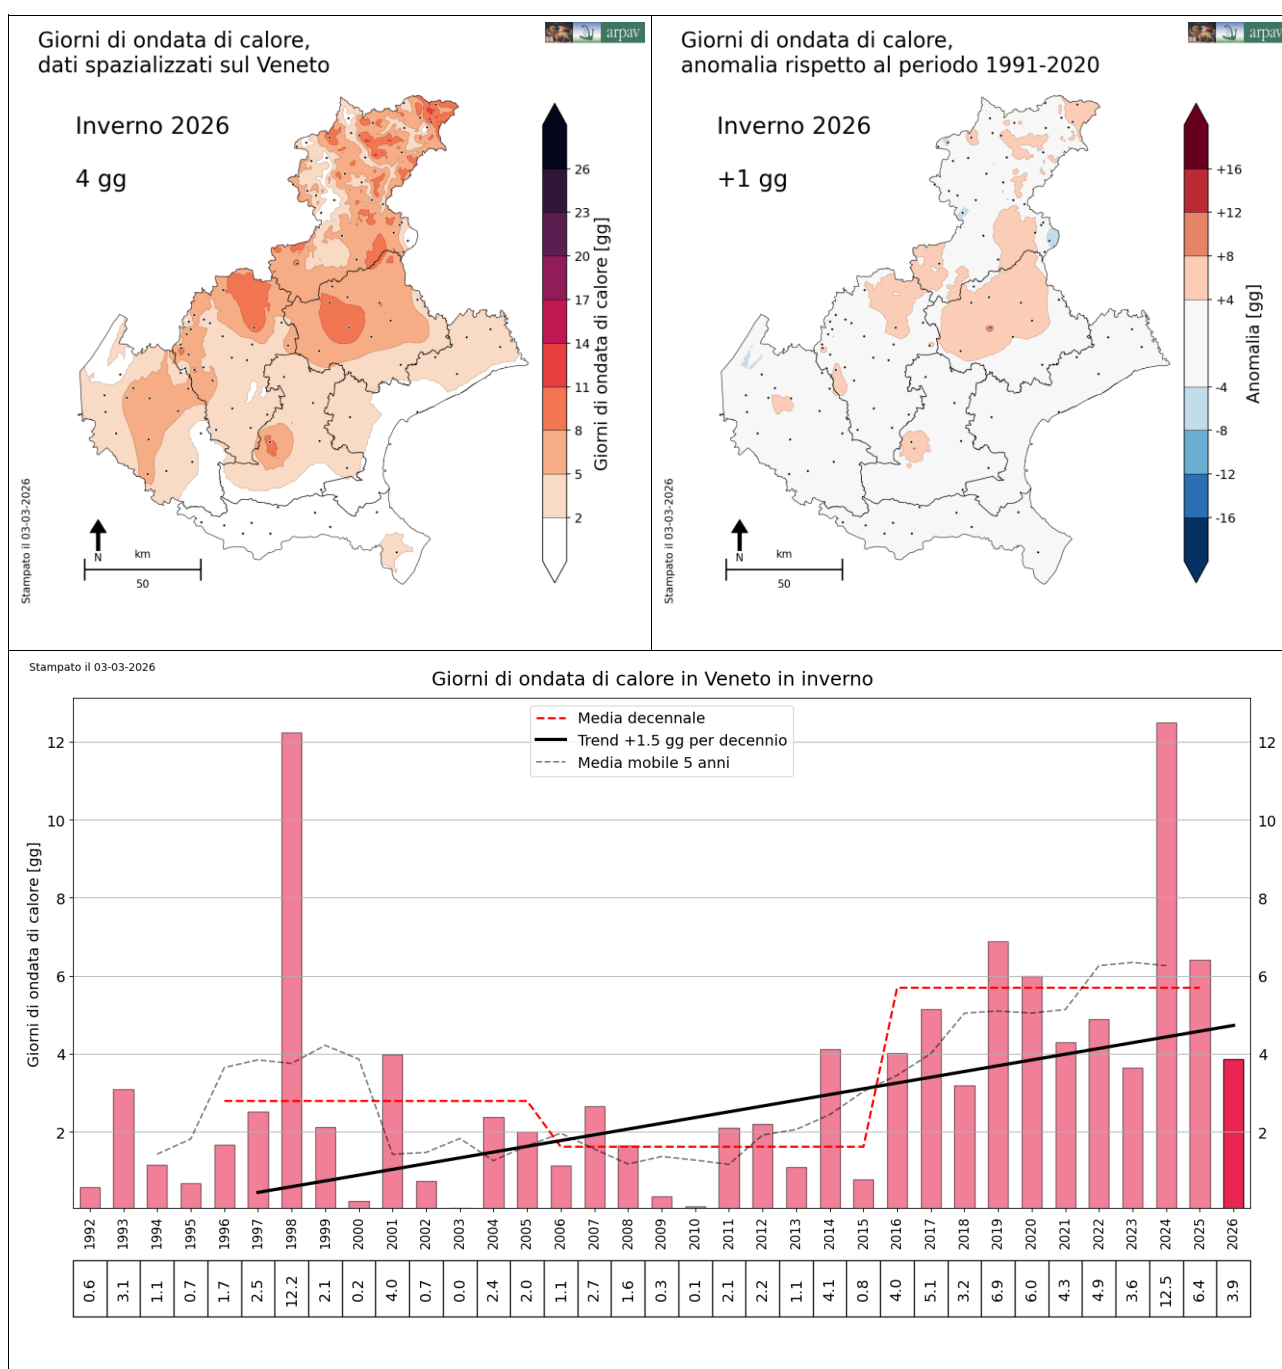 Giorni di ondata di calore,
dati spazializzati sul Veneto
arpav
Inverno 2026
4 gg
26
23
20
17
14
11
8
5
2
Giorni di ondata di calore [gg]
Stampato il 03-03-2026
N
km
50
Giorni di ondata di calore,
anomalia rispetto al periodo 1991-2020
arpav
Inverno 2026
+1 gg
+16
+12
+8
+4
-4
-8
-12
-16
Anomalia [gg]
Stampato il 03-03-2026
N
km
50
Stampato il 03-03-2026
Giorni di ondata di calore in Veneto in inverno
Media decennale
Trend +1.5 gg per decennio
Media mobile 5 anni
Giorni di ondata di calore [gg]
12 12
10 10
8 8
6 6
4 4
2 2
1992 1993 1994 1995 1996 1997 1998 1999 2000 2001 2002 2003 2004 2005 2006 2007 2008 2009 2010 2011 2012 2013 2014 2015 2016 2017 2018 2019 2020 2021 2022 2023 2024 2025 2026
0.6 3.1 1.1 0.7 1.7 2.5 12.2 2.1 0.2 4.0 0.7 0.0 2.4 2.0 1.1 2.7 1.6 0.3 0.1 2.1 2.2 1.1 4.1 0.8 4.0 5.1 3.2 6.9 6.0 4.3 4.9 3.6 12.5 6.4 3.9